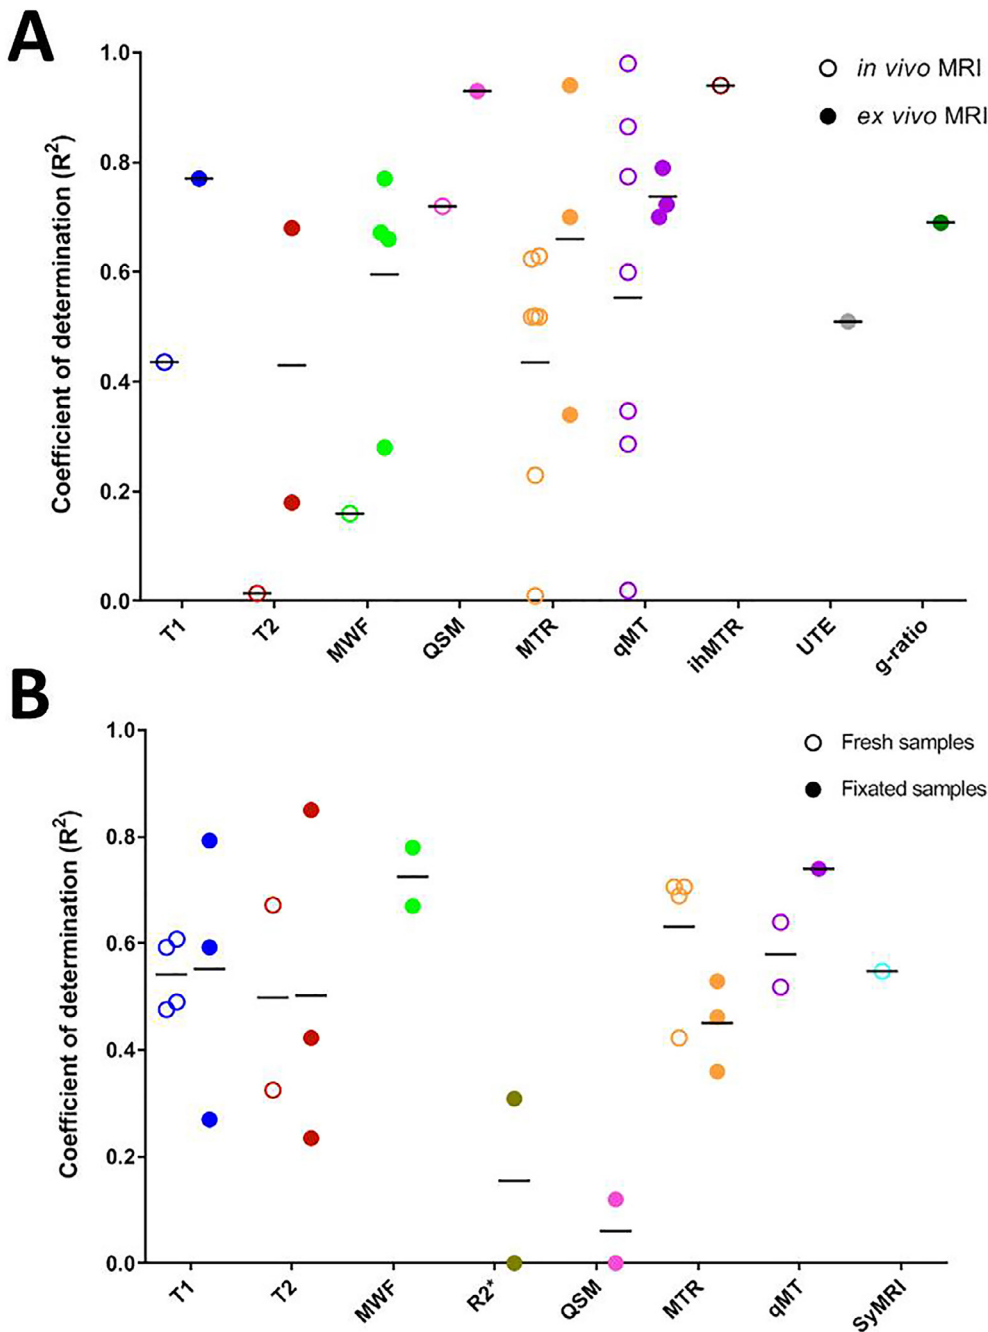 A
1.0
0.8
0.6
0.4
0.2
0.0
Coefficient of determination (R²)
in vivo MRI
ex vivo MRI
T1
T2
MWF
QSM
MTR
qMT
ihMTR
UTE
g-ratio
B
1.0
0.8
0.6
0.4
0.2
0.0
Coefficient of determination (R²)
Fresh samples
Fixated samples
T1
T2
MWF
R2*
QSM
MTR
qMT
SyMRI